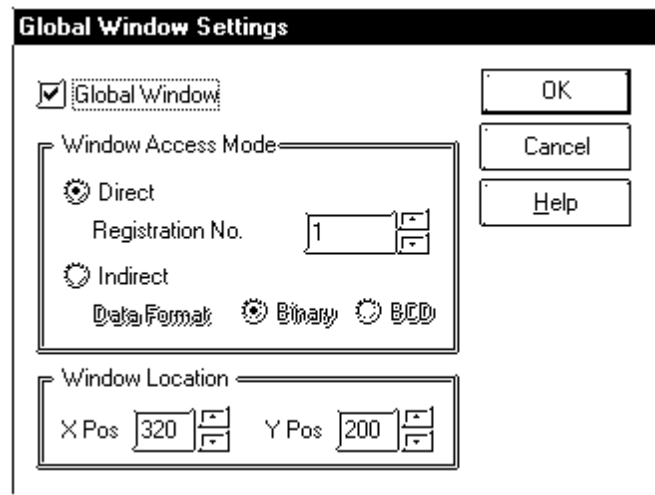 Global Window Settings
Global Window
OK
Window Access Mode
Cancel
Direct
Help
Registration No. 1
Indirect
Data Format Binary BCD
Window Location
X Pos 320 Y Pos 200